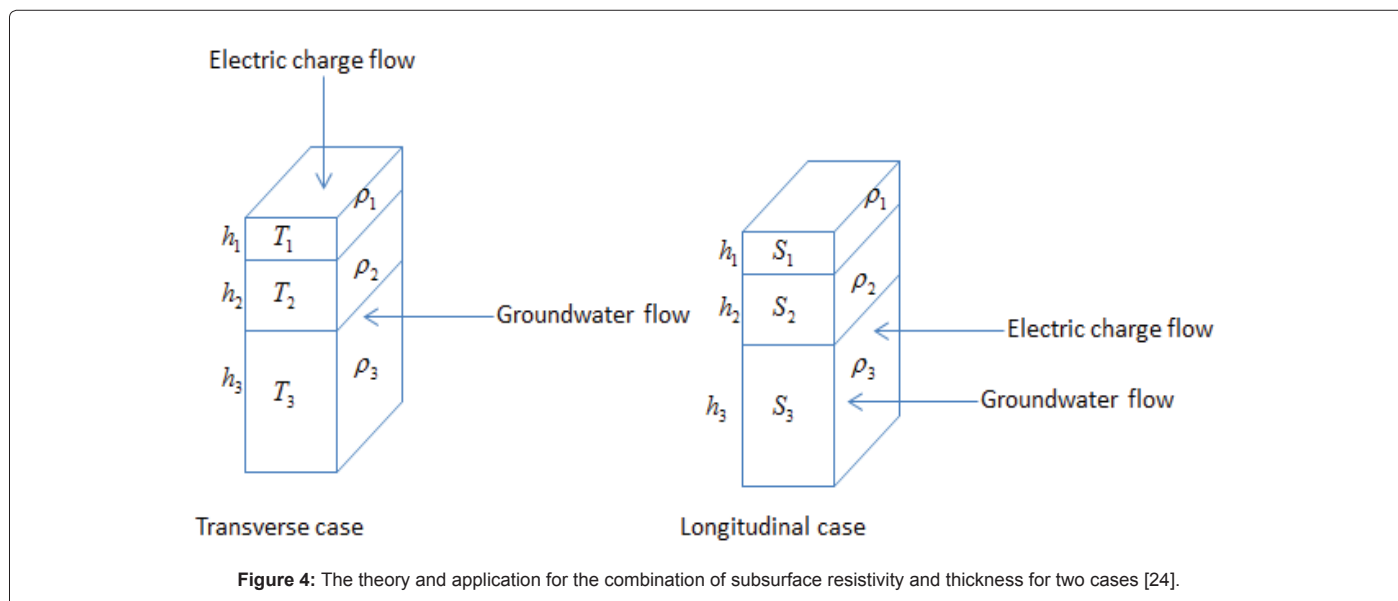 Electric charge flow
h₁ T₁ ρ₁
h₂ T₂ ρ₂
Groundwater flow
h₃ T₃ ρ₃
Transverse case
h₁ S₁ ρ₁
h₂ S₂ ρ₂
Electric charge flow
h₃ S₃ ρ₃
Groundwater flow
Longitudinal case
Figure 4: The theory and application for the combination of subsurface resistivity and thickness for two cases [24].